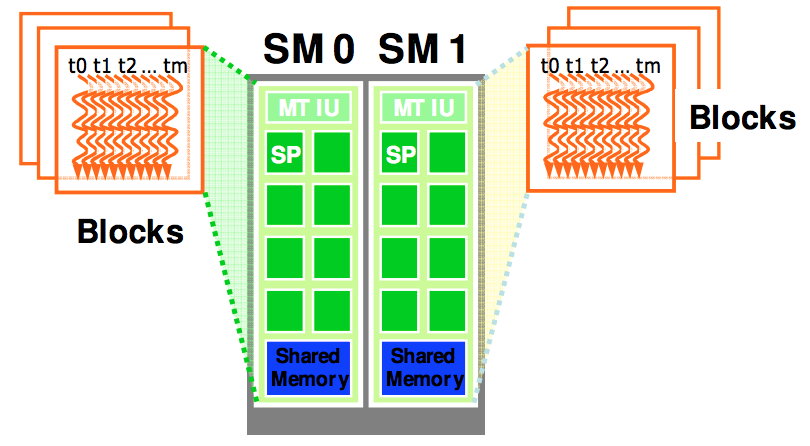 SM 0 SM 1
t0 t1 t2 ... tm
t0 t1 t2 ... tm
MT IU
MT IU
Blocks
SP
SP
Blocks
Shared
Memory
Shared
Memory